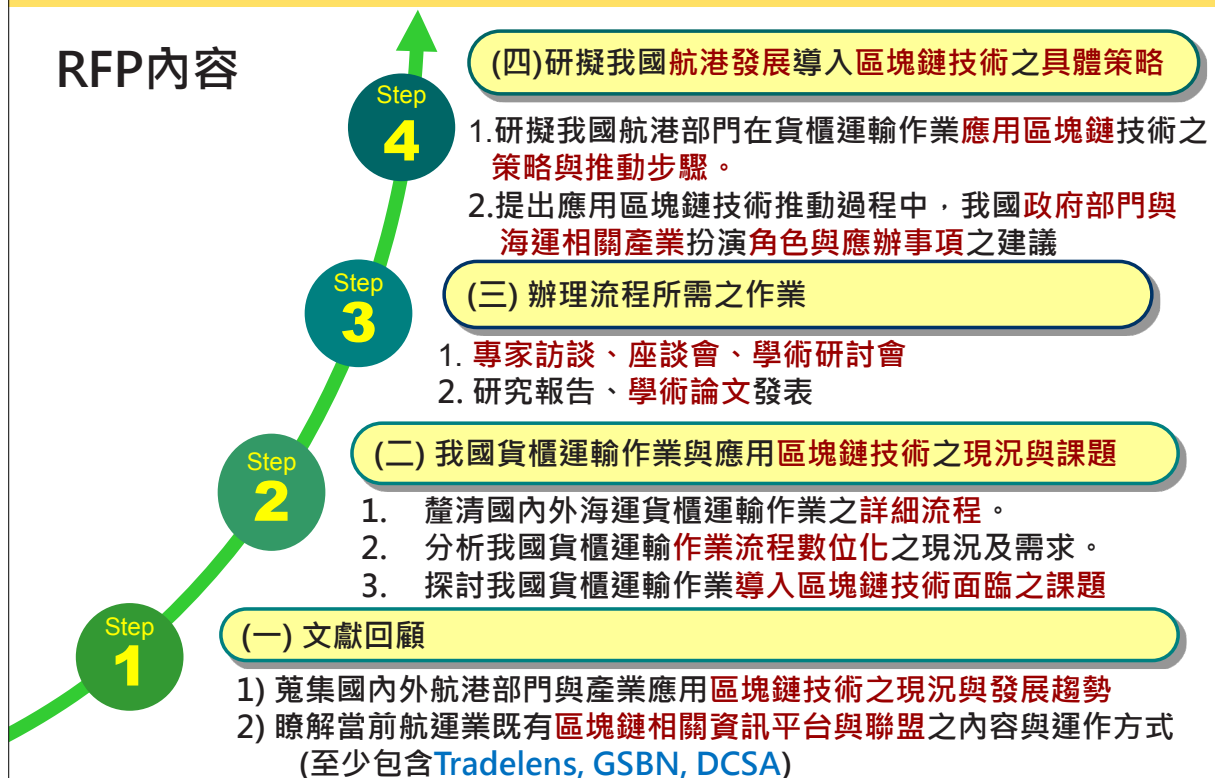 RFP內容
Step
4
(四)研擬我國航港發展導入區塊鏈技術之具體策略
1.研擬我國航港部門在貨櫃運輸作業應用區塊鏈技術之
策略與推動步驟。
2.提出應用區塊鏈技術推動過程中，我國政府部門與
海運相關產業扮演角色與應辦事項之建議
Step
3
(三) 辦理流程所需之作業
1. 專家訪談、座談會、學術研討會
2. 研究報告、學術論文發表
Step
2
(二) 我國貨櫃運輸作業與應用區塊鏈技術之現況與課題
1. 釐清國內外海運貨櫃運輸作業之詳細流程。
2. 分析我國貨櫃運輸作業流程數位化之現況及需求。
3. 探討我國貨櫃運輸作業導入區塊鏈技術面臨之課題
Step
1
(一) 文獻回顧
1) 蒐集國內外航港部門與產業應用區塊鏈技術之現況與發展趨勢
2) 瞭解當前航運業既有區塊鏈相關資訊平台與聯盟之內容與運作方式
(至少包含Tradelens, GSBN, DCSA)